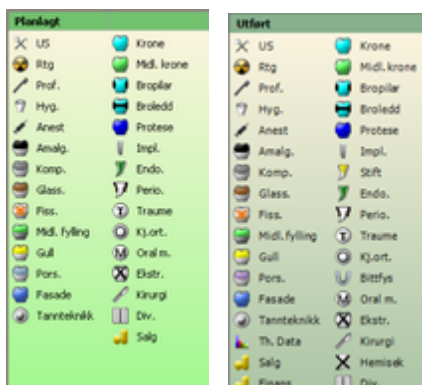 Planlagt
US
Rtg
Prof.
Hyg.
Anest
Amalg.
Komp.
Glass.
Fiss.
Midl. fylling
Gull
Pors.
Fasade
Tannteknikk
Krone
Midl. krone
Bropilar
Broledd
Protese
Impl.
Endo.
Perio.
T Traume
Kj.ort.
M Oral m.
Ekstr.
Kirurgi
Div.
Salg
Utført
US
Rtg
Prof.
Hyg.
Anest
Amalg.
Komp.
Glass.
Fiss.
Midl. fylling
Gull
Pors.
Fasade
Tannteknikk
Th. Data
Salg
Finans
Krone
Midl. krone
Bropilar
Broledd
Protese
Impl.
Stift
Endo.
Perio.
T Traume
Kj.ort.
Bittfys
M Oral m.
Ekstr.
Kirurgi
Hemisek
Div.